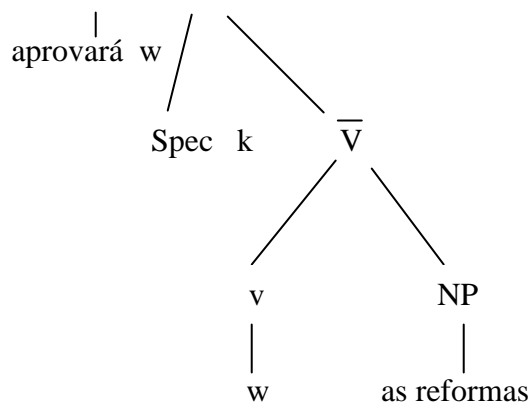 aprovará w
Spec k V̅
v NP
w as reformas